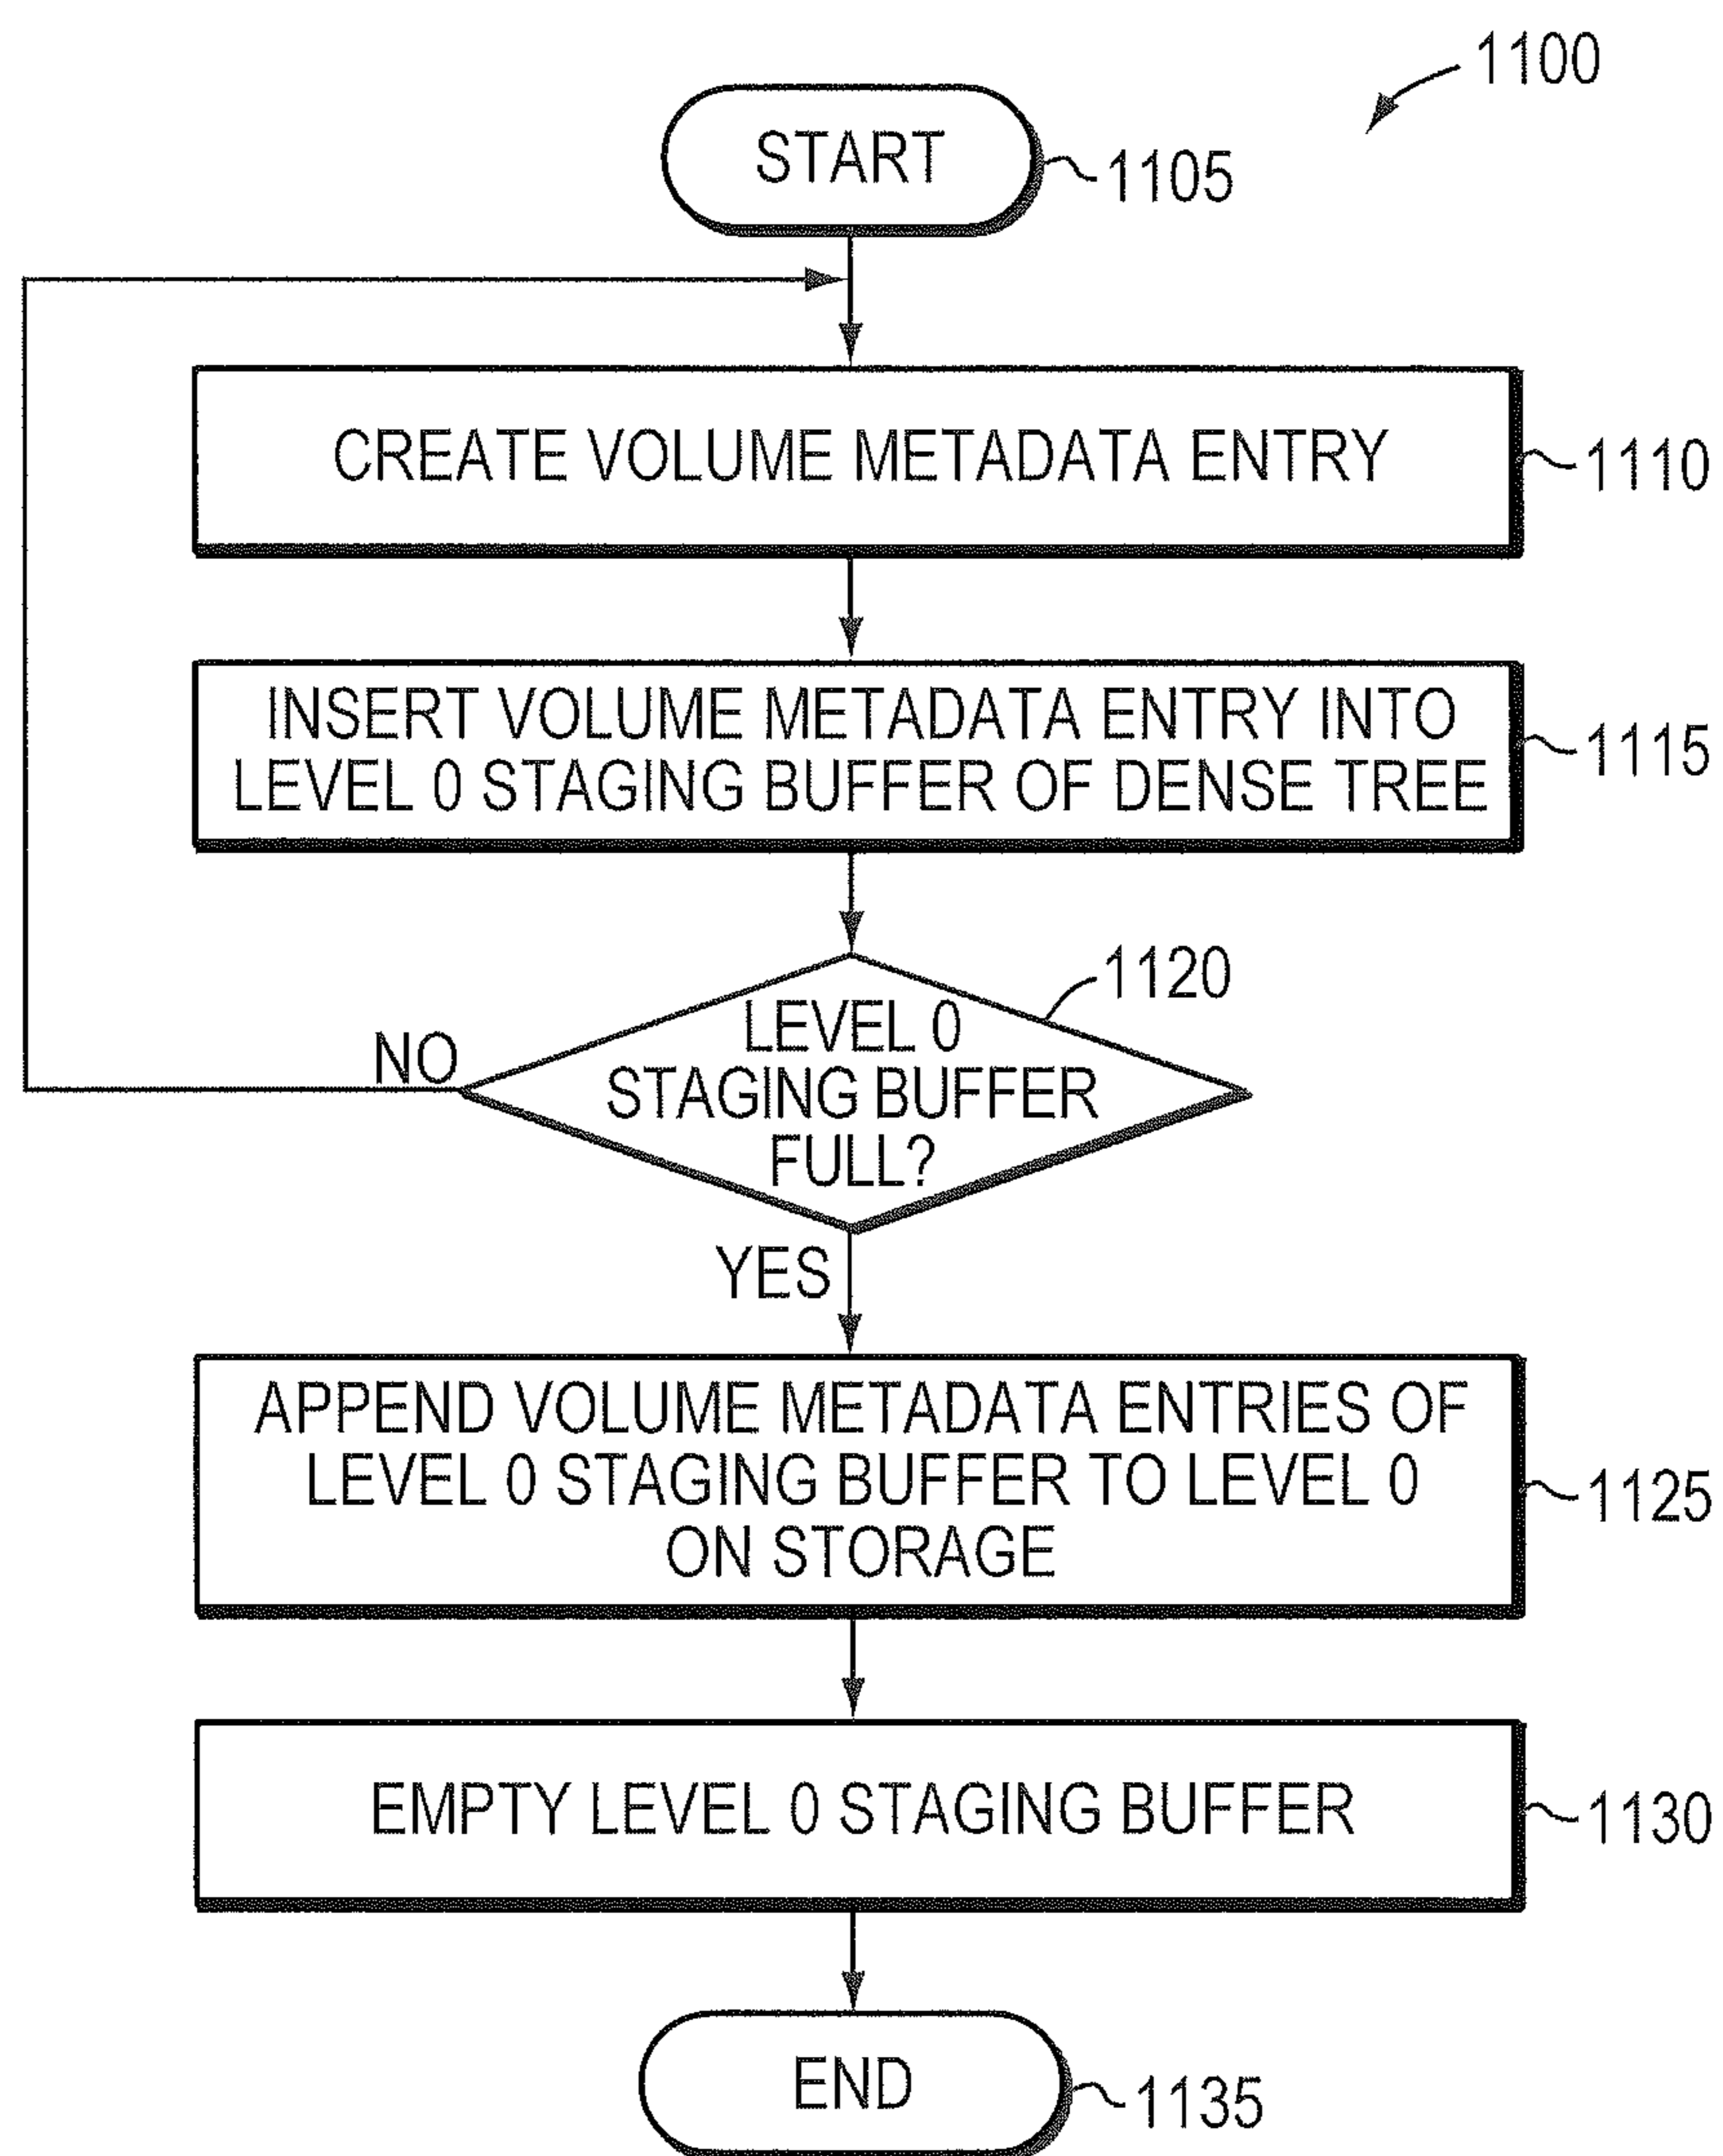 1100
START
1105
CREATE VOLUME METADATA ENTRY
1110
INSERT VOLUME METADATA ENTRY INTO
LEVEL 0 STAGING BUFFER OF DENSE TREE
1115
1120
LEVEL 0
STAGING BUFFER
FULL?
NO
YES
APPEND VOLUME METADATA ENTRIES OF
LEVEL 0 STAGING BUFFER TO LEVEL 0
ON STORAGE
1125
EMPTY LEVEL 0 STAGING BUFFER
1130
END
1135